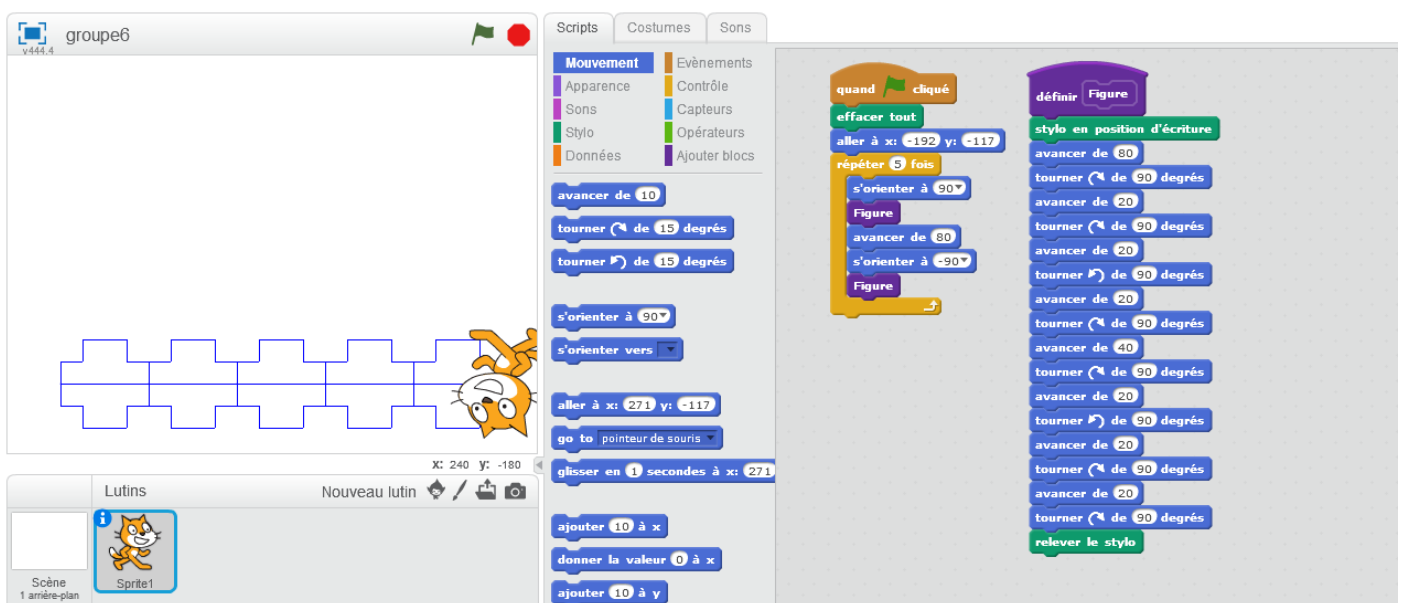 groupe6
v444.4
X: 240 y: -180
Lutins
Nouveau lutin
Scène
1 arrière-plan
Sprite1
Scripts
Costumes
Sons
Mouvement
Evènements
Apparence
Contrôle
Sons
Capteurs
Stylo
Opérateurs
Données
Ajouter blocs
avancer de 10
tourner de 15 degrés
tourner de 15 degrés
s'orienter à 90
s'orienter vers
aller à x: 271 y: -117
go to pointeur de souris
glisser en 1 secondes à x: 271
ajouter 10 à x
donner la valeur 0 à x
ajouter 10 à y
quand cliqué
effacer tout
aller à x: -192 y: -117
répéter 5 fois
s'orienter à 90
Figure
avancer de 80
s'orienter à -90
Figure
définir Figure
stylo en position d'écriture
avancer de 80
tourner de 90 degrés
avancer de 20
tourner de 90 degrés
avancer de 20
tourner de 90 degrés
avancer de 20
tourner de 90 degrés
avancer de 40
tourner de 90 degrés
avancer de 20
tourner de 90 degrés
avancer de 20
tourner de 90 degrés
avancer de 20
tourner de 90 degrés
relever le stylo